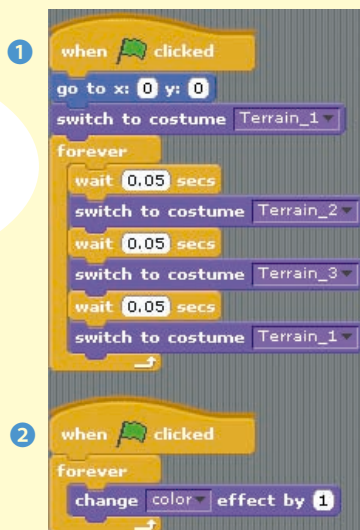 1
when clicked
go to x: 0 y: 0
switch to costume Terrain_1
forever
wait 0.05 secs
switch to costume Terrain_2
wait 0.05 secs
switch to costume Terrain_3
wait 0.05 secs
switch to costume Terrain_1
2
when clicked
forever
change color effect by 1